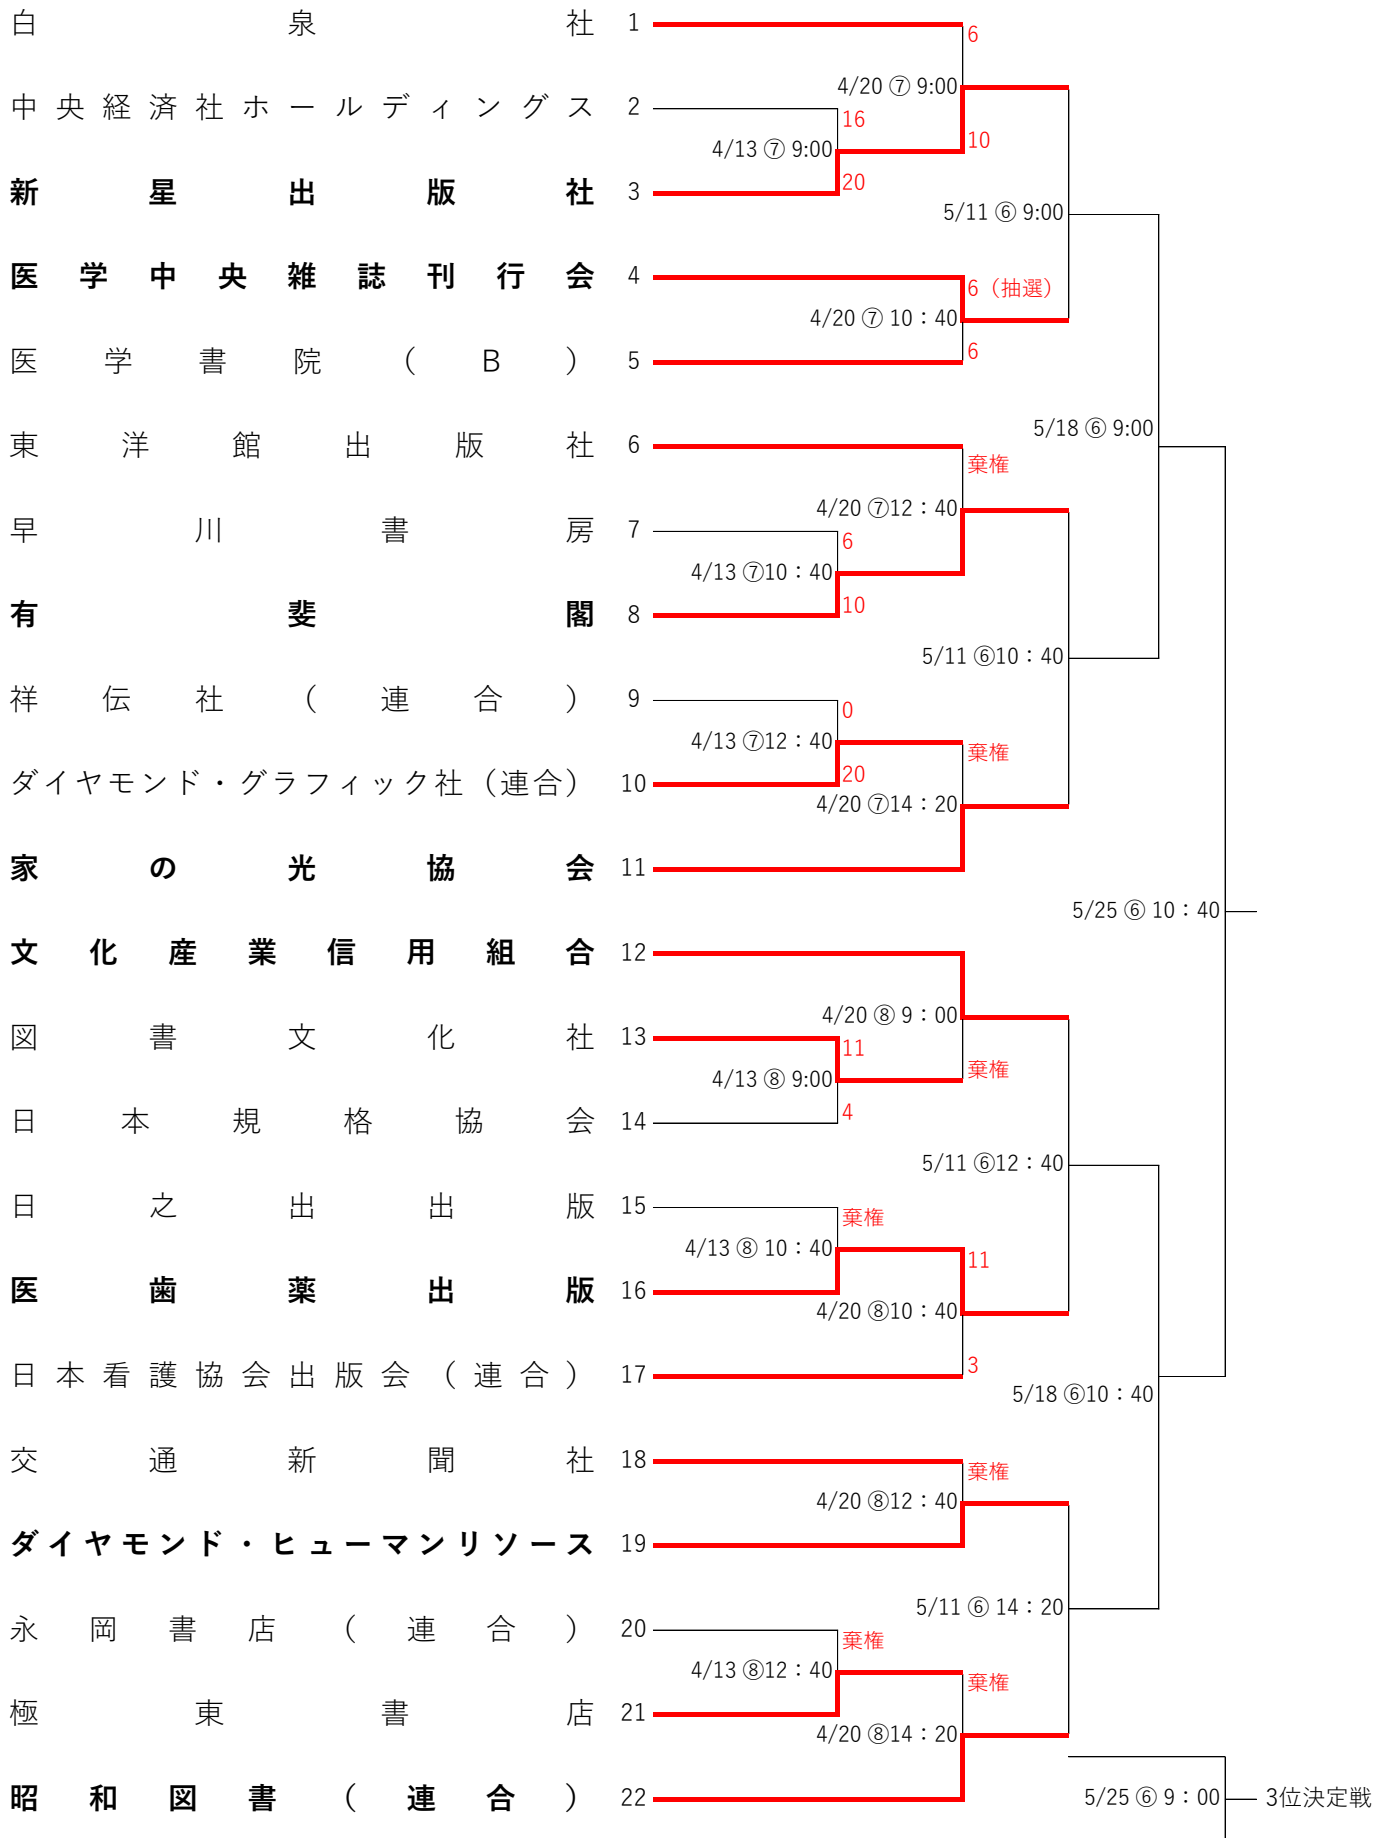 白泉社 1
6
4/20 ⑦ 9:00
中央経済社ホールディングス 2
16
10
4/13 ⑦ 9:00
20
新星出版社 3
5/11 ⑥ 9:00
医学中央雑誌刊行会 4
6（抽選）
4/20 ⑦ 10：40
6
医学書院（B） 5
5/18 ⑥ 9:00
東洋館出版社 6
棄権
4/20 ⑦12：40
早川書房 7
6
4/13 ⑦10：40
10
有斐閣 8
5/11 ⑥10：40
祥伝社（連合） 9
0
4/13 ⑦12：40
棄権
20
ダイヤモンド・グラフィック社（連合） 10
4/20 ⑦14：20
家の光協会 11
5/25 ⑥ 10：40
文化産業信用組合 12
4/20 ⑧ 9：00
図書文化社 13
11
棄権
4/13 ⑧ 9:00
4
日本規格協会 14
5/11 ⑥12：40
日之出出版 15
棄権
4/13 ⑧ 10：40
11
医歯薬出版 16
4/20 ⑧10：40
3
日本看護協会出版会（連合） 17
5/18 ⑥10：40
交通新聞社 18
棄権
4/20 ⑧12：40
ダイヤモンド・ヒューマンリソース 19
5/11 ⑥ 14：20
永岡書店（連合） 20
棄権
4/13 ⑧12：40
棄権
極東書店 21
4/20 ⑧14：20
昭和図書（連合） 22
5/25 ⑥ 9：00
3位決定戦